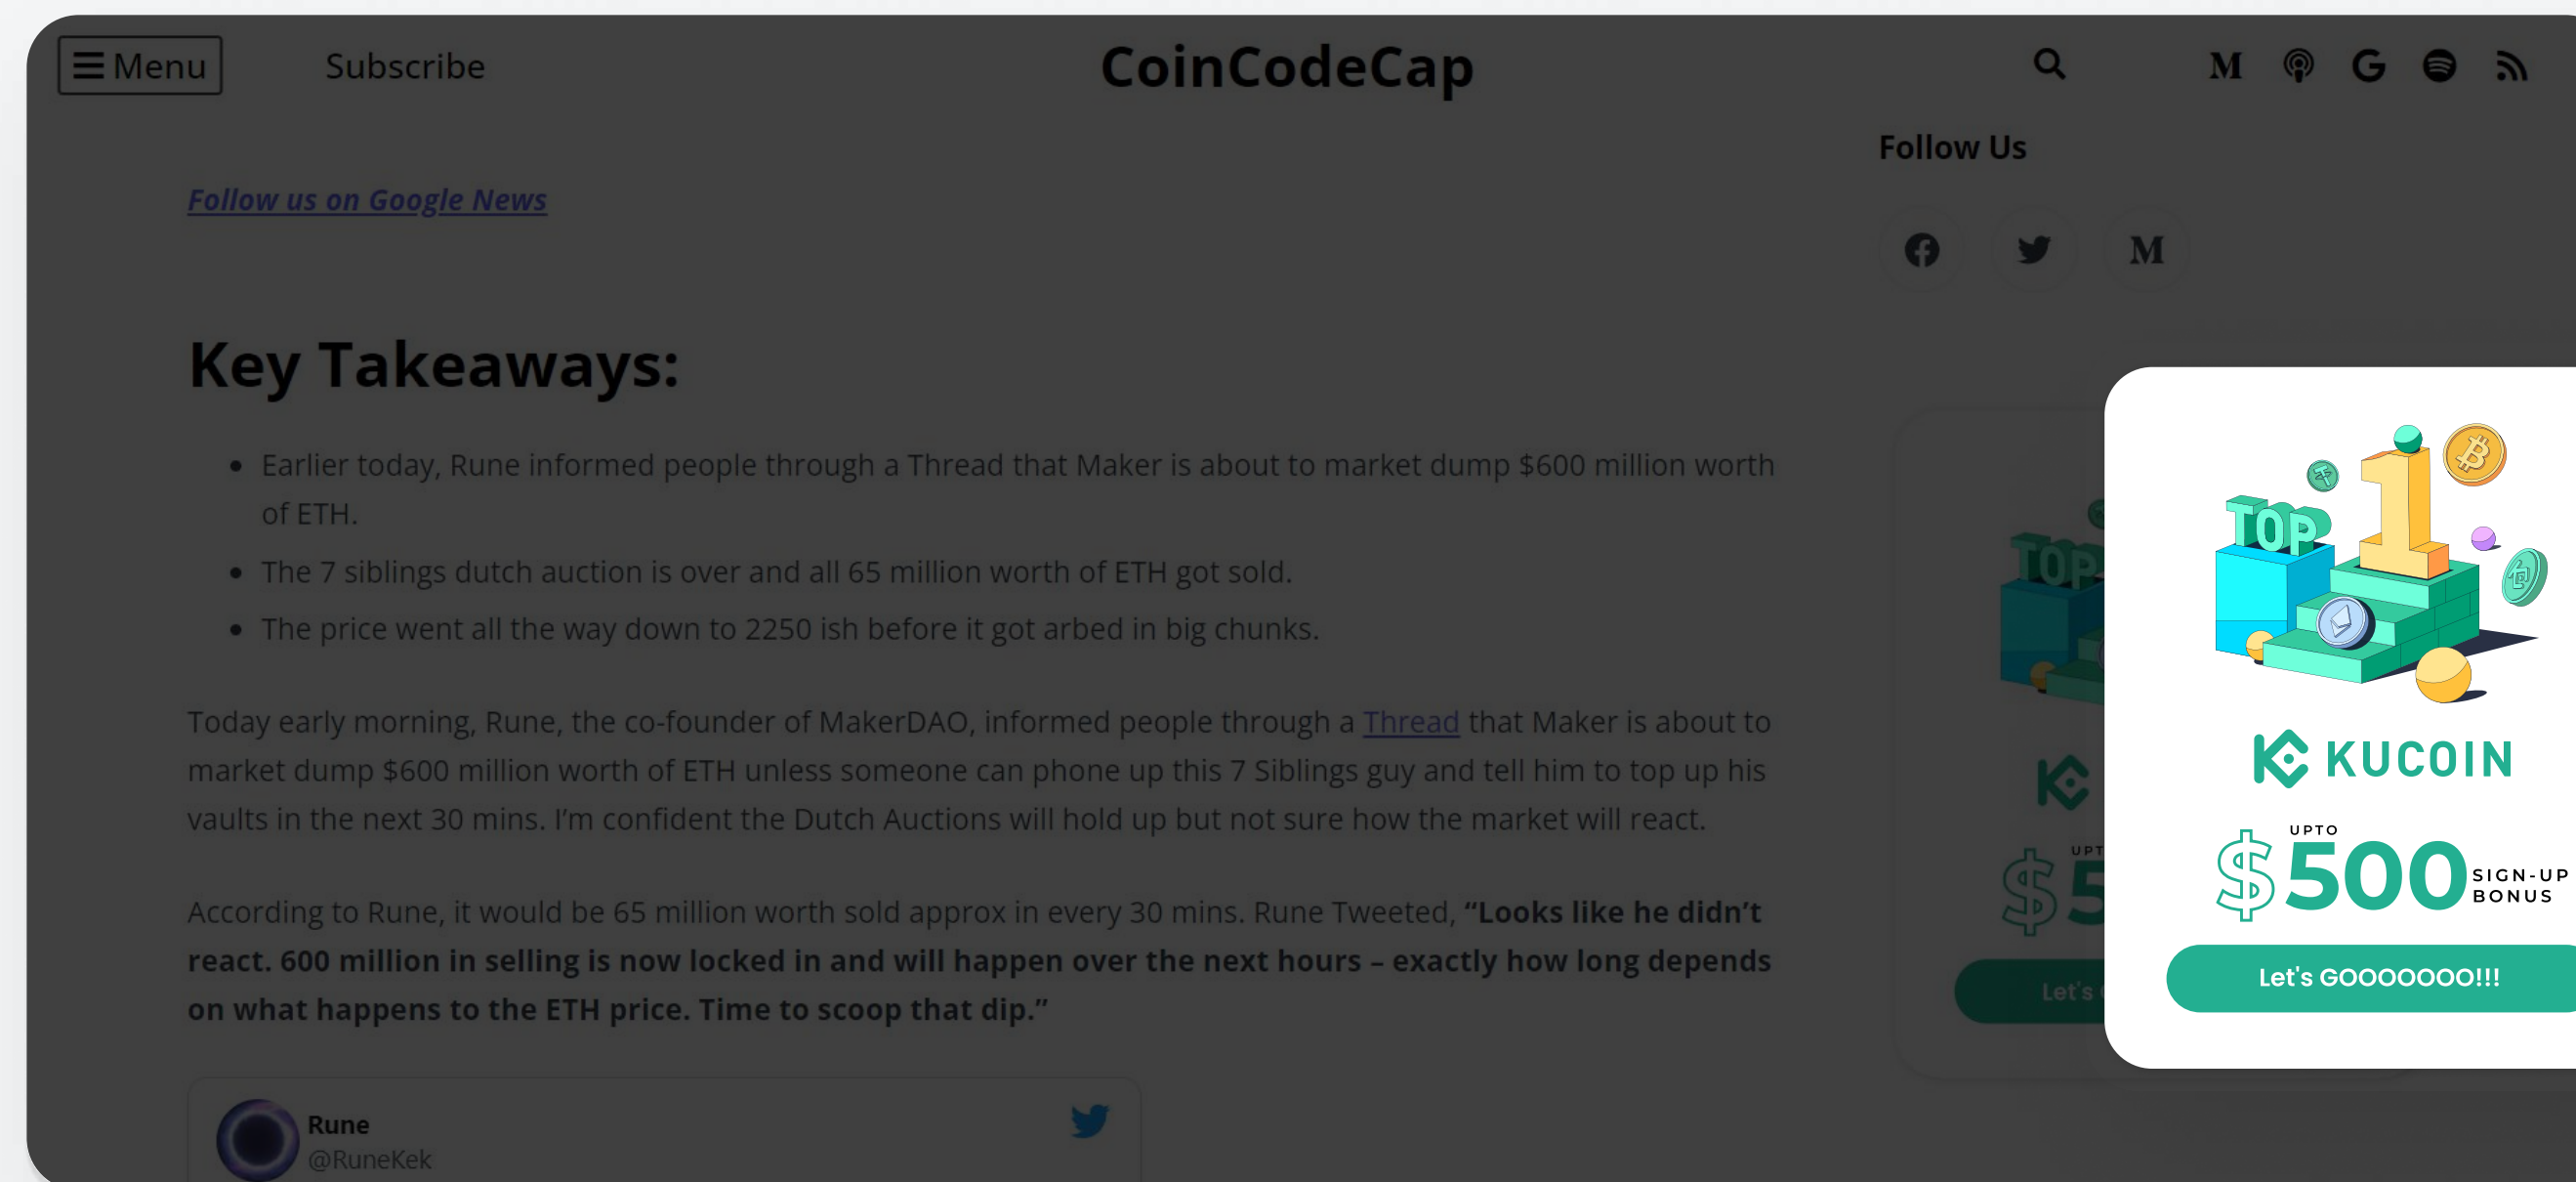 Menu
Subscribe
CoinCodeCap
Follow Us
Follow us on Google News
Key Takeaways:
Earlier today, Rune informed people through a Thread that Maker is about to market dump $600 million worth
of ETH.
The 7 siblings dutch auction is over and all 65 million worth of ETH got sold.
The price went all the way down to 2250 ish before it got arbed in big chunks.
Today early morning, Rune, the co-founder of MakerDAO, informed people through a Thread that Maker is about to
market dump $600 million worth of ETH unless someone can phone up this 7 Siblings guy and tell him to top up his
vaults in the next 30 mins. I’m confident the Dutch Auctions will hold up but not sure how the market will react.
According to Rune, it would be 65 million worth sold approx in every 30 mins. Rune Tweeted, “Looks like he didn’t
react. 600 million in selling is now locked in and will happen over the next hours – exactly how long depends
on what happens to the ETH price. Time to scoop that dip.”
Rune
@RuneKek
TOP
UPT
$5
Let's
TOP 1
KUCOIN
UPTO
$500 SIGN-UP
BONUS
Let's GOOOOOOO!!!